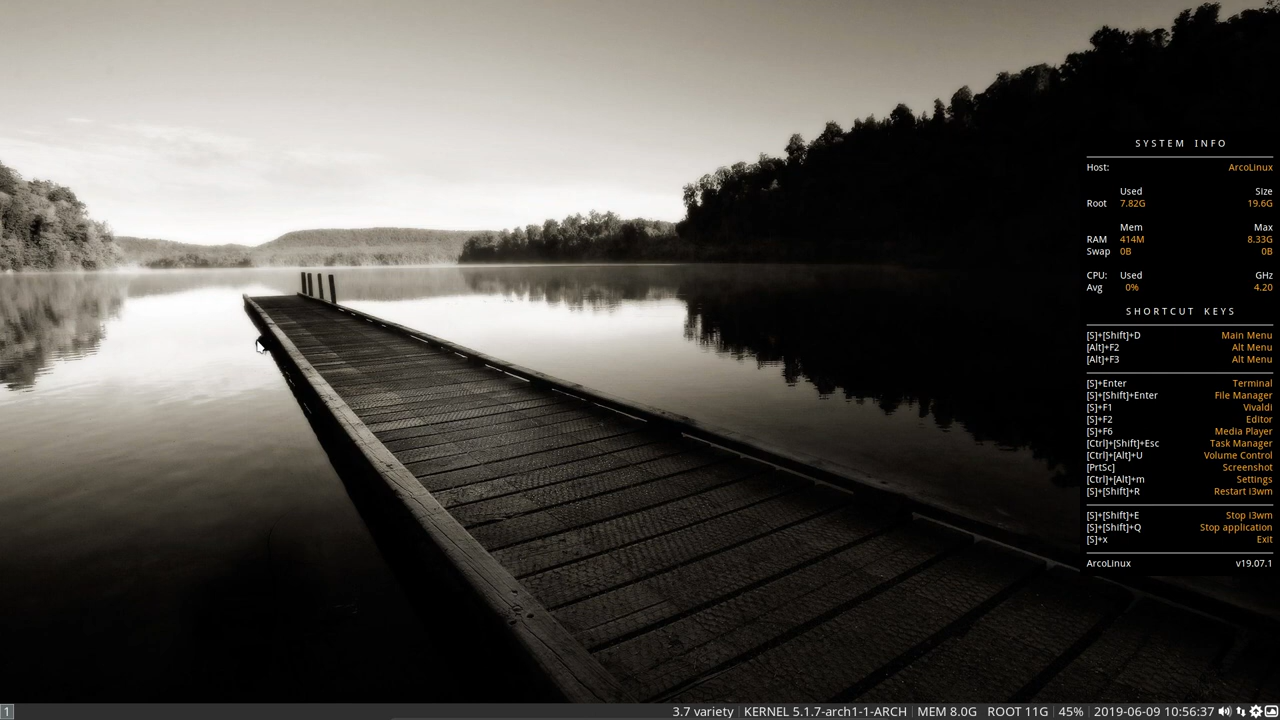 SYSTEM INFO
Host: ArcoLinux
Used Size
Root 7.82G 19.6G
Mem Max
RAM 414M 8.33G
Swap 0B 0B
CPU: Used GHz
Avg 0% 4.20
SHORTCUT KEYS
[S]+[Shift]+D Main Menu
[Alt]+F2 Alt Menu
[Alt]+F3 Alt Menu
[S]+Enter Terminal
[S]+[Shift]+Enter File Manager
[S]+F1 Vivaldi
[S]+F2 Editor
[S]+F6 Media Player
[Ctrl]+[Shift]+Esc Task Manager
[Ctrl]+[Alt]+U Volume Control
[PrtSc] Screenshot
[Ctrl]+[Alt]+m Settings
[S]+[Shift]+R Restart i3wm
[S]+[Shift]+E Stop i3wm
[S]+[Shift]+Q Stop application
[S]+x Exit
ArcoLinux v19.07.1
1 3.7 variety KERNEL 5.1.7-arch1-1-ARCH MEM 8.0G ROOT 11G 45% 2019-06-09 10:56:37